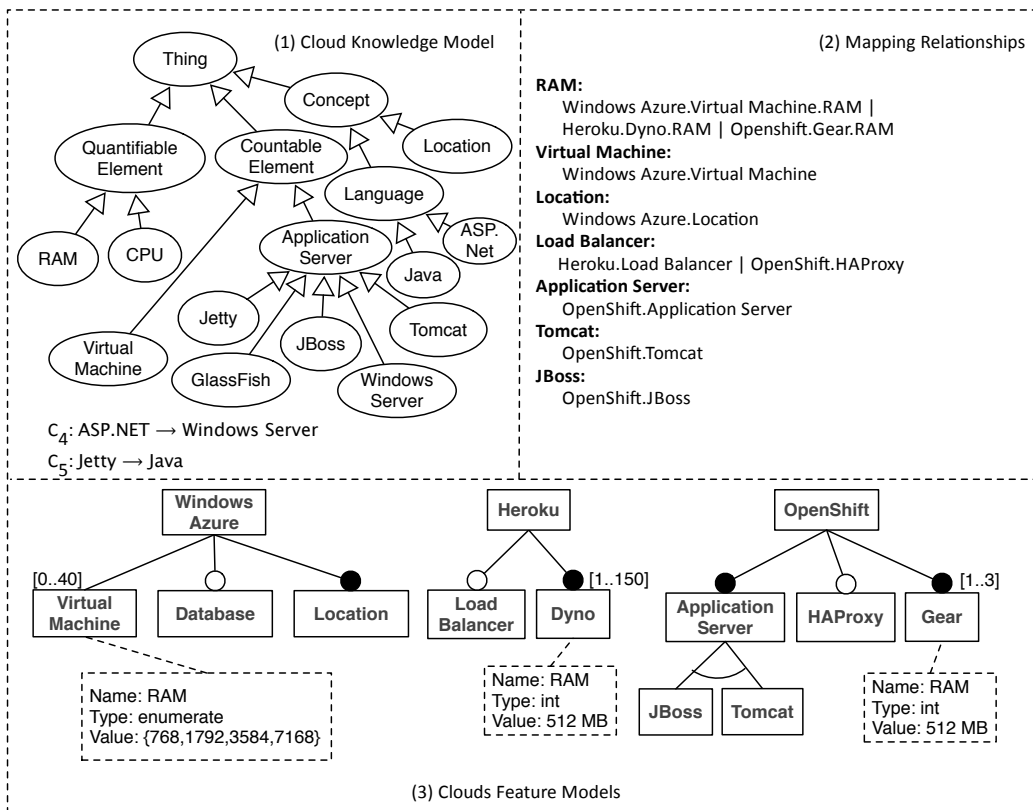 (1) Cloud Knowledge Model
Thing
Concept
Quantifiable
Element
Countable
Element
Location
Language
RAM
CPU
Application
Server
ASP.
Net
Java
Jetty
JBoss
Tomcat
Virtual
Machine
GlassFish
Windows
Server
C4: ASP.NET → Windows Server
C5: Jetty → Java
(2) Mapping Relationships
RAM:
Windows Azure.Virtual Machine.RAM |
Heroku.Dyno.RAM | Openshift.Gear.RAM
Virtual Machine:
Windows Azure.Virtual Machine
Location:
Windows Azure.Location
Load Balancer:
Heroku.Load Balancer | OpenShift.HAProxy
Application Server:
OpenShift.Application Server
Tomcat:
OpenShift.Tomcat
JBoss:
OpenShift.JBoss
Windows
Azure
[0..40]
Virtual
Machine
Database
Location
Name: RAM
Type: enumerate
Value: {768,1792,3584,7168}
Heroku
[1..150]
Load
Balancer
Dyno
Name: RAM
Type: int
Value: 512 MB
OpenShift
[1..3]
Application
Server
HAProxy
Gear
JBoss
Tomcat
Name: RAM
Type: int
Value: 512 MB
(3) Clouds Feature Models